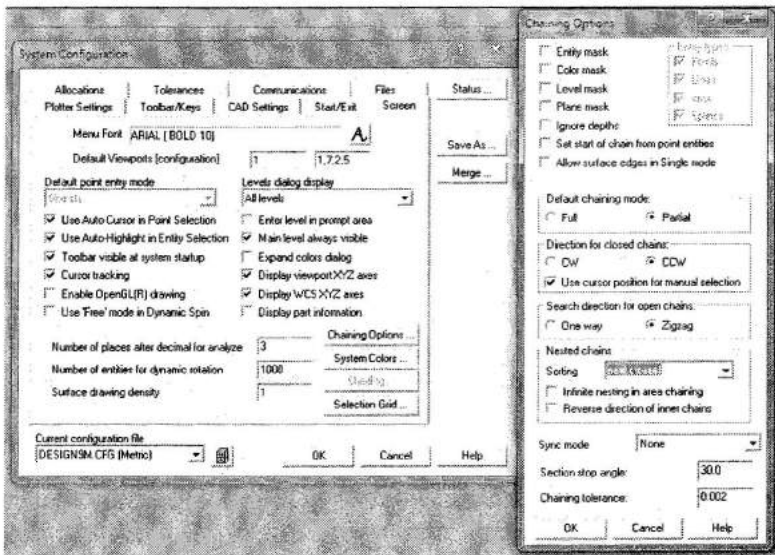 System Configuration
Allocations Tolerances Communications Files
Plotter Settings Toolbar/Keys CAD Settings Start/Exit Screen
Status ...
Menu Font ARIAL [ BOLD 10]
Save As ...
Default Viewports [configuration] 1 1,7,2,5
Merge ...
Default point entry mode Levels dialog display
All levels
Use Auto Cursor in Point Selection Enter level in prompt area
Use Auto-Highlight in Entity Selection Main level always visible
Toolbar visible at system startup Expand colors dialog
Cursor tracking Display viewport XYZ axes
Enable OpenGL(R) drawing Display WCS XYZ axes
Use 'Free' mode in Dynamic Spin Display part information
Chaining Options ...
Number of places after decimal for analyze 3
System Colors ...
Number of entities for dynamic rotation 1000
Shading...
Surface drawing density 1
Selection Grid ...
Current configuration file
DESIGN9M.CFG (Metric) OK Cancel Help
Chaining Options
Entity mask
Color mask
Level mask
Plane mask
Ignore depths
Entity types
Points
Lines
Arcs
Splines
Set start of chain from point entities
Allow surface edges in Single mode
Default chaining mode:
Full Partial
Direction for closed chains:
CW CCW
Use cursor position for manual selection
Search direction for open chains:
One way Zigzag
Nested chains
Sorting
Infinite nesting in area chaining
Reverse direction of inner chains
Sync mode None
Section stop angle: 30.0
Chaining tolerance: 0.002
OK Cancel Help